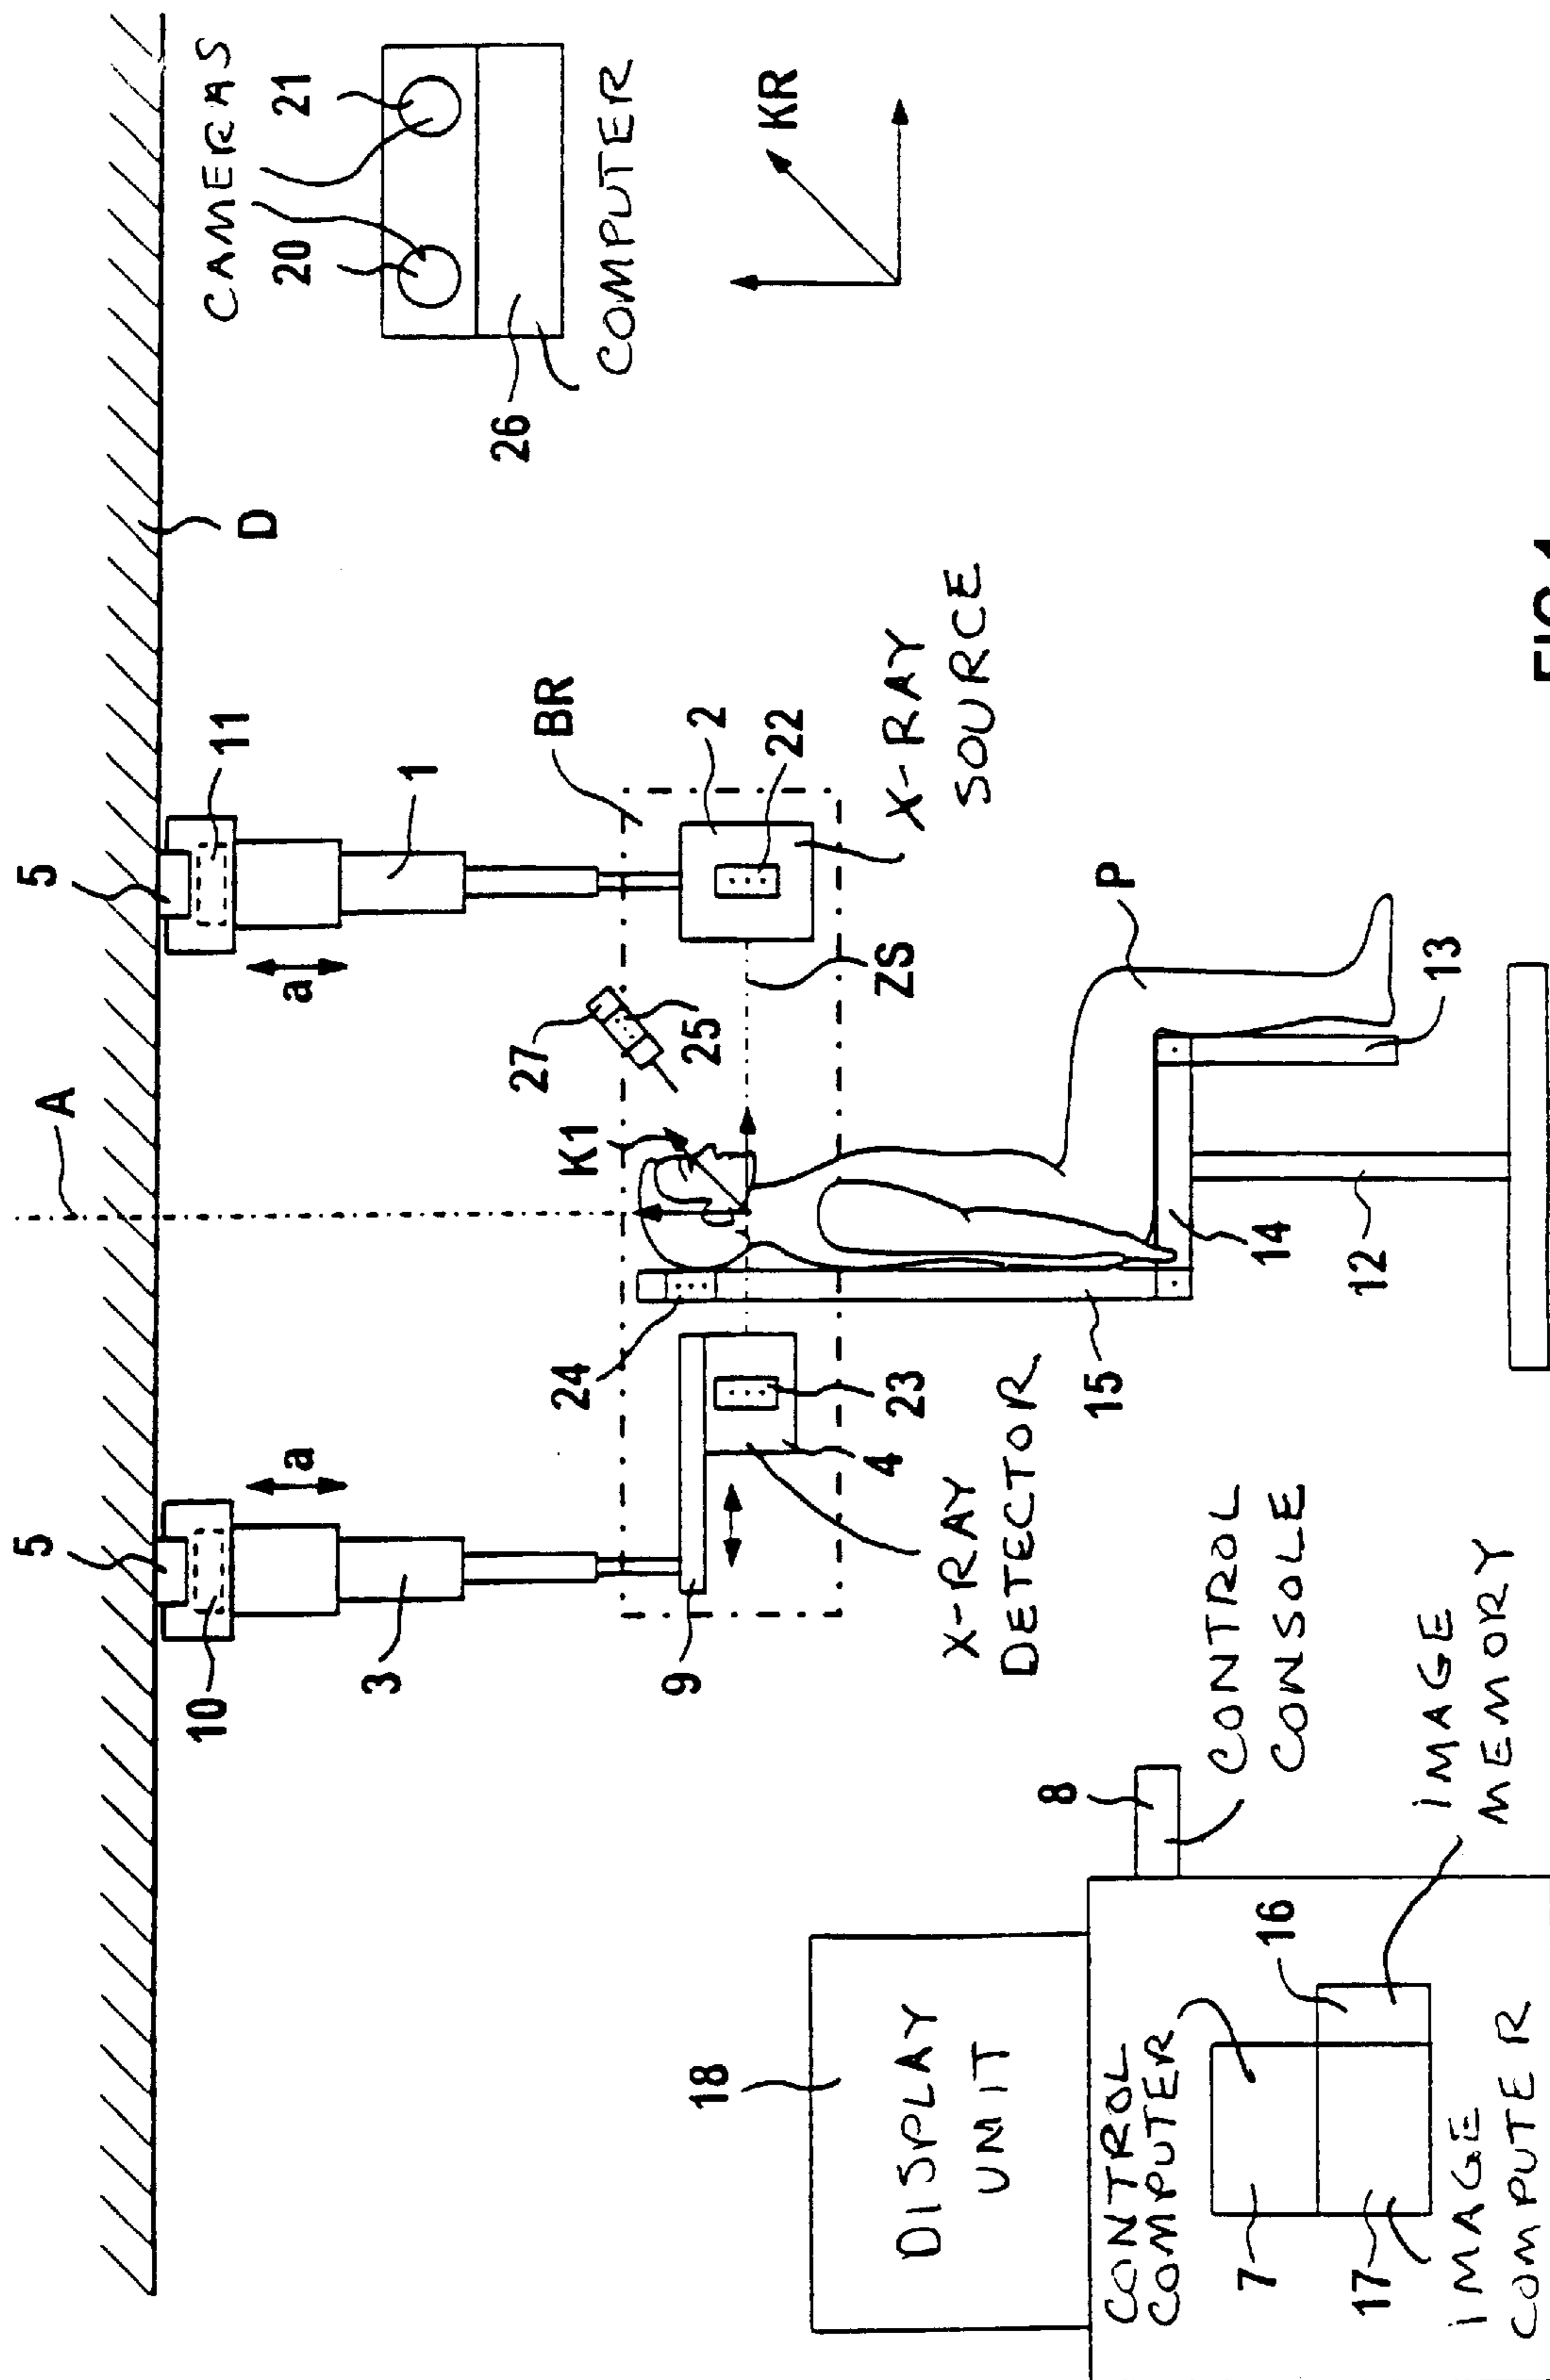 A
5
5
10
11
D
a
a
3
1
CAMERAS
20
21
26
COMPUTER
KR
BR
27
25
K1
24
9
23
4
2
22
ZS
X-RAY
DETECTOR
X-RAY
SOURCE
P
15
14
12
13
18
DISPLAY
UNIT
8
CONTROL
CONSOLE
CONTROL
COMPUTER
7
16
17
IMAGE
MEMORY
IMAGE
COMPUTER